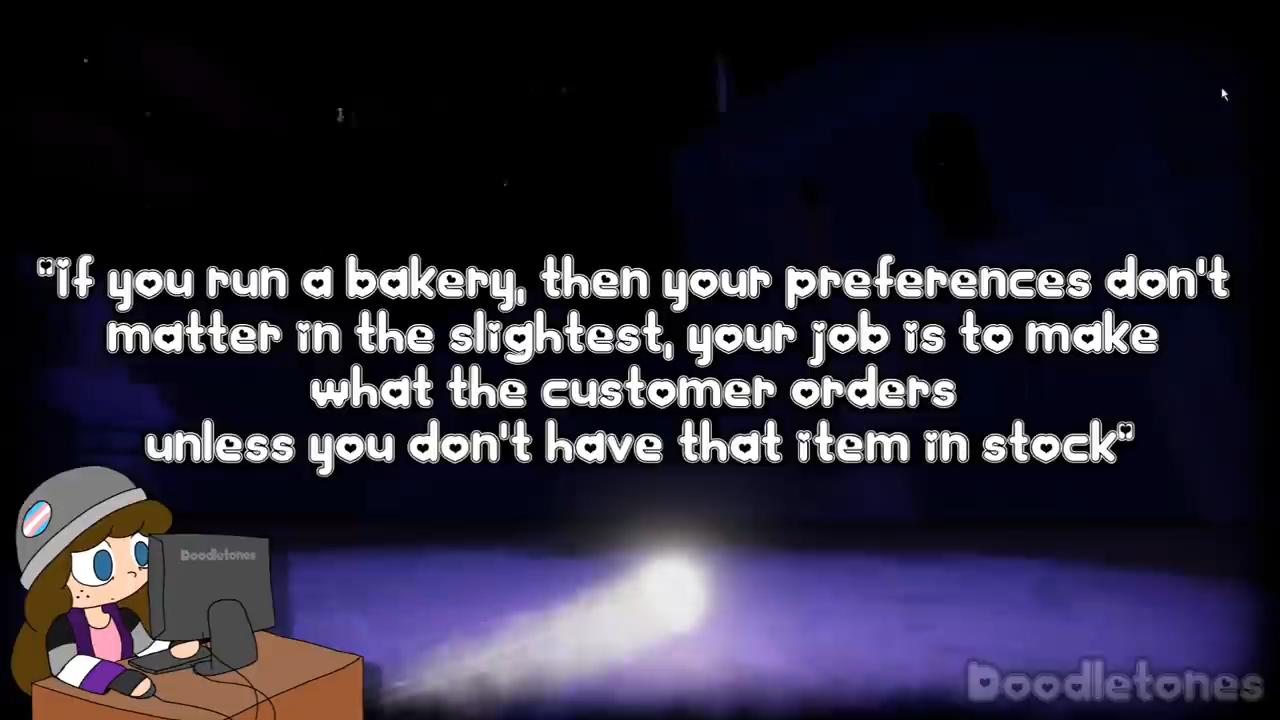 "if you run a bakery, then your preferences don't
matter in the slightest, your job is to make
what the customer orders
unless you don't have that item in stock"
Doodletones
Doodletones